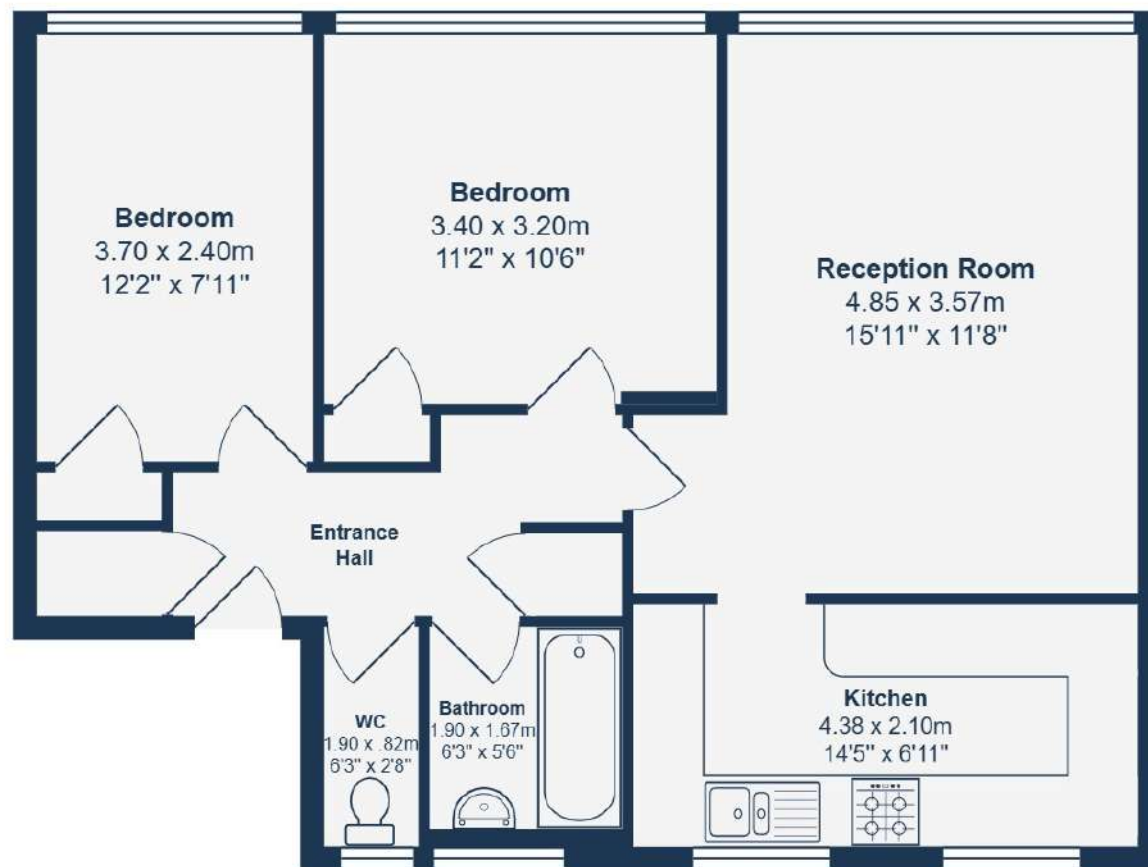 Bedroom
3.70 x 2.40m
12'2" x 7'11"
Bedroom
3.40 x 3.20m
11'2" x 10'6"
Reception Room
4.85 x 3.57m
15'11" x 11'8"
Entrance
Hall
WC
1.90 x .82m
6'3" x 2'8"
Bathroom
1.90 x 1.67m
6'3" x 5'6"
Kitchen
4.38 x 2.10m
14'5" x 6'11"